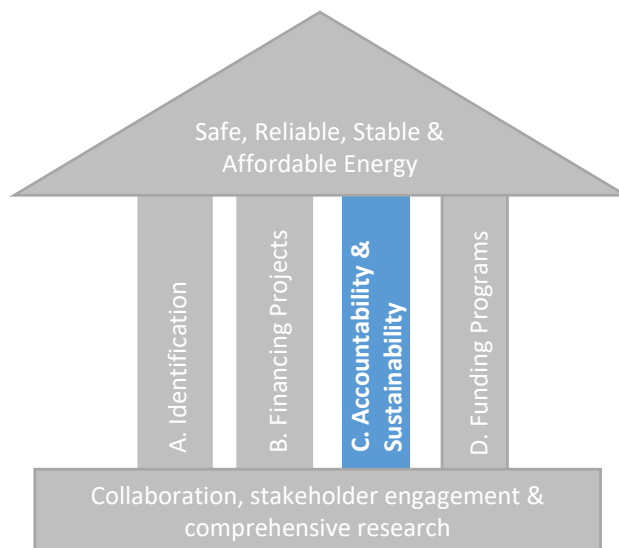 Safe, Reliable, Stable &
Affordable Energy
A. Identification
B. Financing Projects
C. Accountability &
Sustainability
D. Funding Programs
Collaboration, stakeholder engagement &
comprehensive research